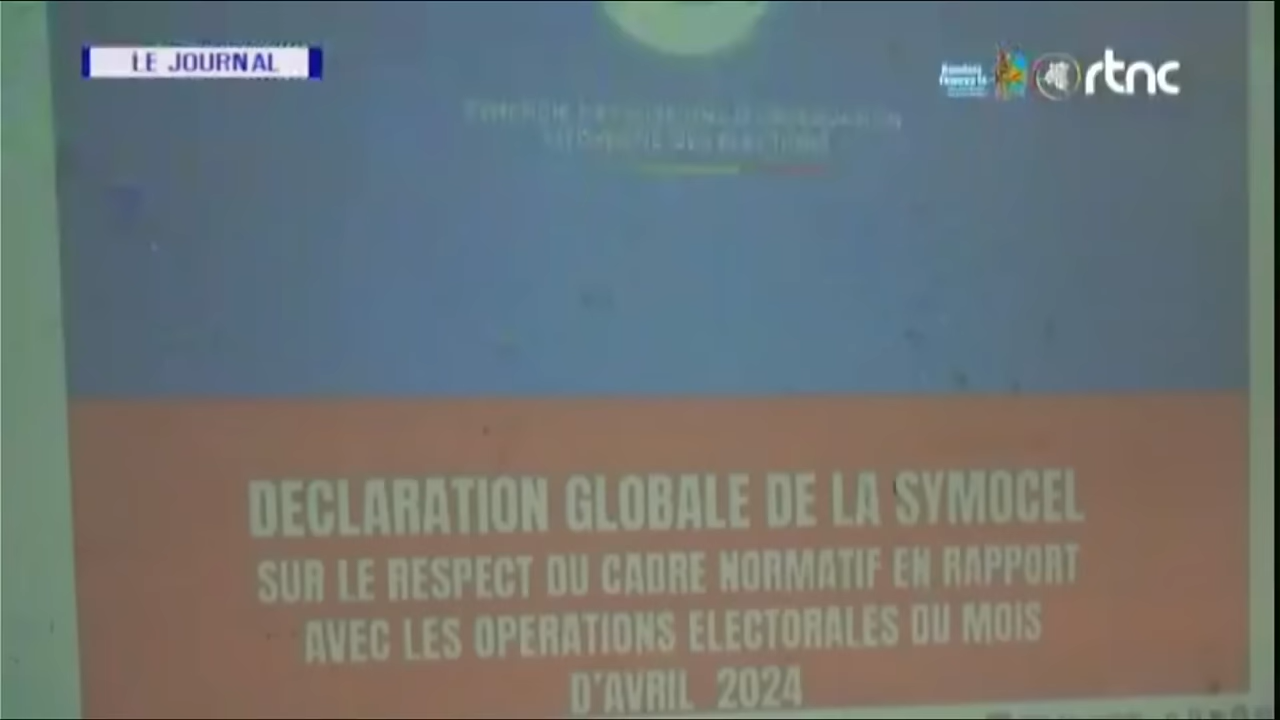 LE JOURNAL
rtnc
DECLARATION GLOBALE DE LA SYMOCEL
SUR LE RESPECT DU CADRE NORMATIF EN RAPPORT
AVEC LES OPERATIONS ELECTORALES DU MOIS
D'AVRIL 2024